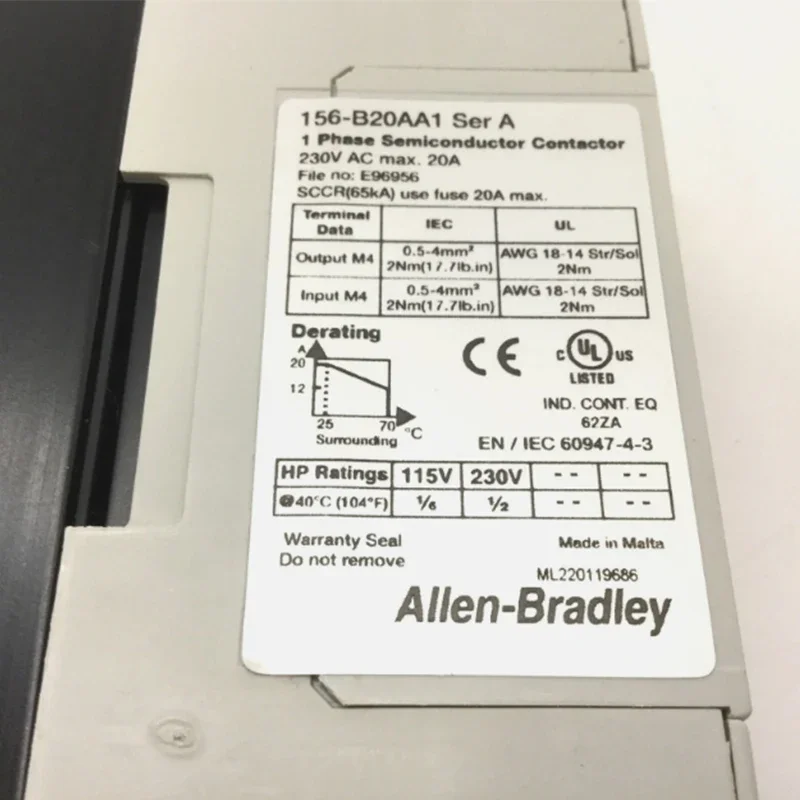 156-B20AA1 Ser A
1 Phase Semiconductor Contactor
230V AC max. 20A
File no: E96956
SCCR(65kA) use fuse 20A max.
Terminal Data IEC UL
Output M4 0.5-4mm² 2Nm(17.7lb.in) AWG 18-14 Str/Sol 2Nm
Input M4 0.5-4mm² 2Nm(17.7lb.in) AWG 18-14 Str/Sol 2Nm
Derating
A
20
12
25 70 °C
Surrounding
CE
C UL US
LISTED
IND. CONT. EQ
62ZA
EN / IEC 60947-4-3
HP Ratings 115V 230V -- --
@40°C (104°F) 1/6 1/2 -- --
Warranty Seal
Do not remove
Made in Malta
ML220119686
Allen-Bradley